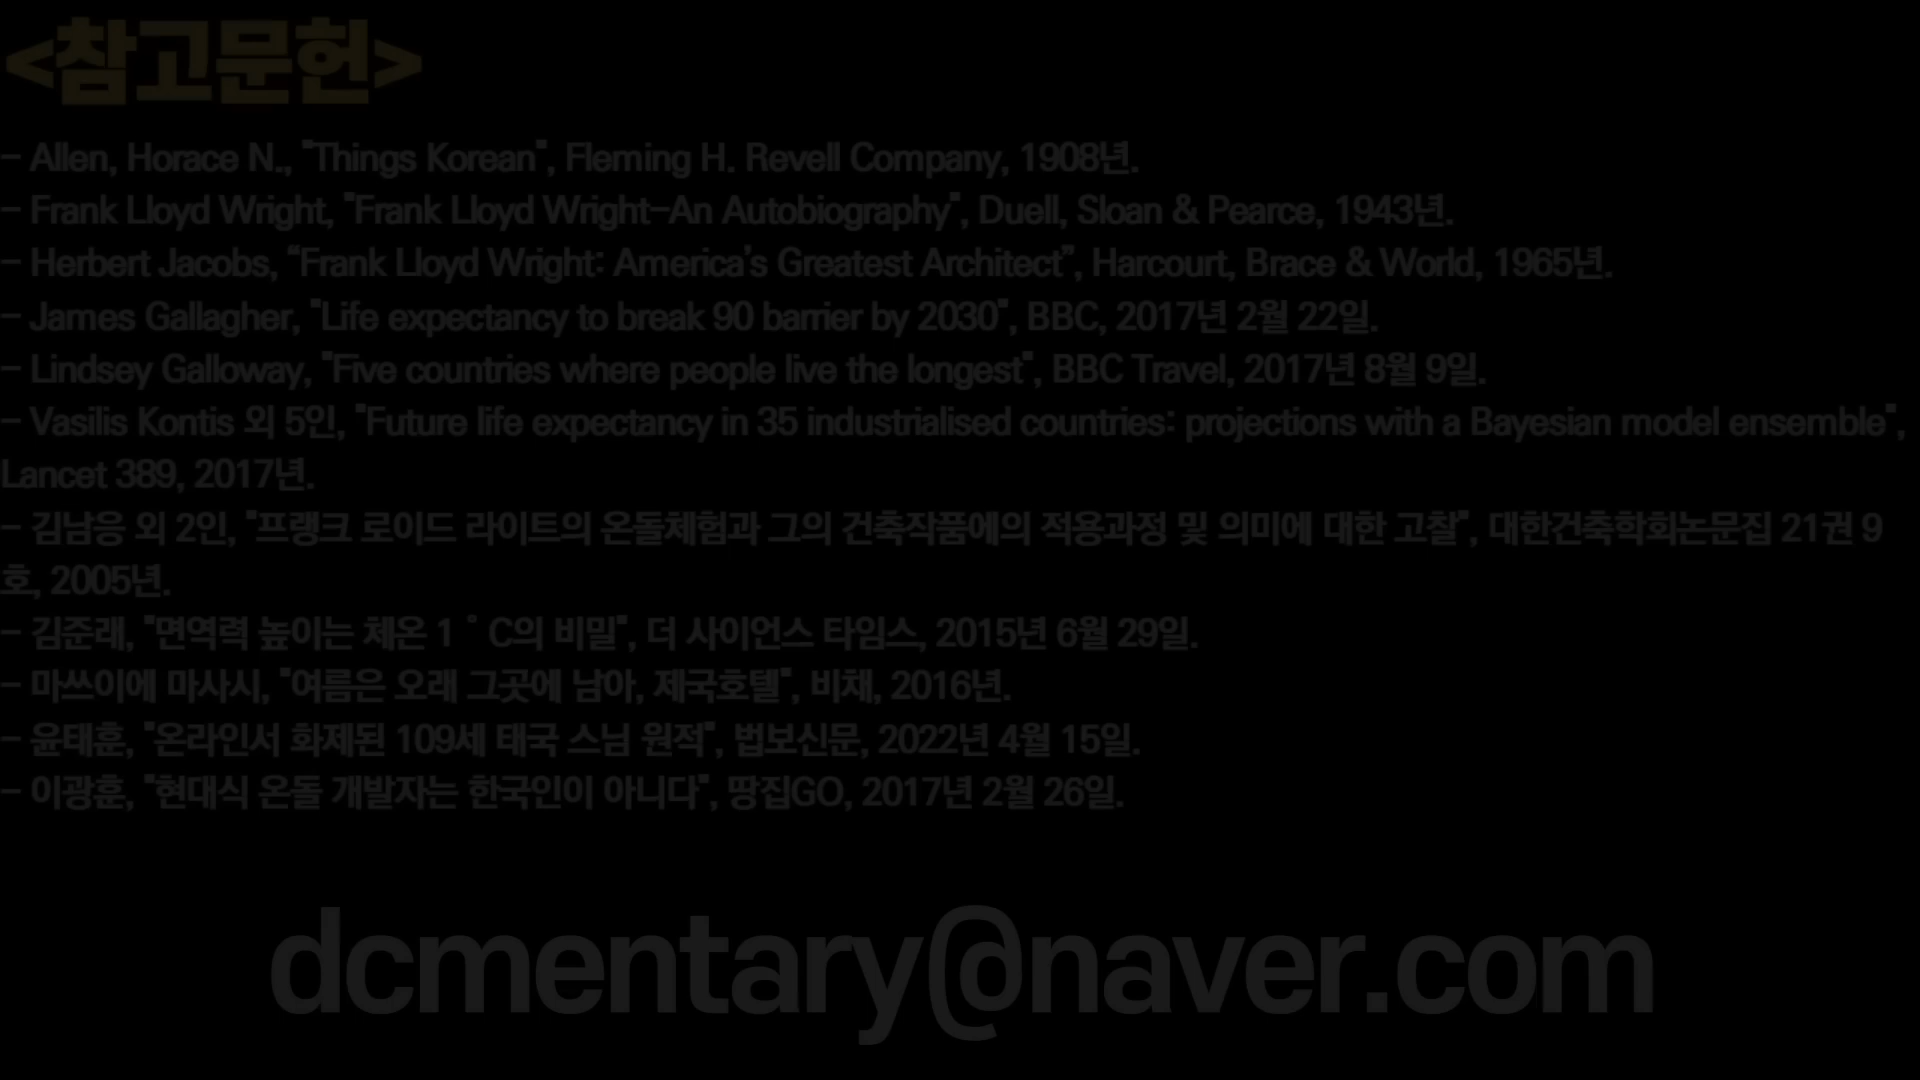 <참고문헌>
- Allen, Horace N., "Things Korean", Fleming H. Revell Company, 1908년.
- Frank Lloyd Wright, "Frank Lloyd Wright-An Autobiography", Duell, Sloan & Pearce, 1943년.
- Herbert Jacobs, “Frank Lloyd Wright: America’s Greatest Architect”, Harcourt, Brace & World, 1965년.
- James Gallagher, "Life expectancy to break 90 barrier by 2030", BBC, 2017년 2월 22일.
- Lindsey Galloway, "Five countries where people live the longest", BBC Travel, 2017년 8월 9일.
- Vasilis Kontis 외 5인, "Future life expectancy in 35 industrialised countries: projections with a Bayesian model ensemble",
Lancet 389, 2017년.
- 김남응 외 2인, "프랭크 로이드 라이트의 온돌체험과 그의 건축작품에의 적용과정 및 의미에 대한 고찰", 대한건축학회논문집 21권 9
호, 2005년.
- 김준래, "면역력 높이는 체온 1˚C의 비밀", 더 사이언스 타임스, 2015년 6월 29일.
- 마쓰이에 마사시, "여름은 오래 그곳에 남아, 제국호텔", 비채, 2016년.
- 윤태훈, "온라인서 화제된 109세 태국 스님 원적", 법보신문, 2022년 4월 15일.
- 이광훈, "현대식 온돌 개발자는 한국인이 아니다", 땅집GO, 2017년 2월 26일.
dcmentary@naver.com